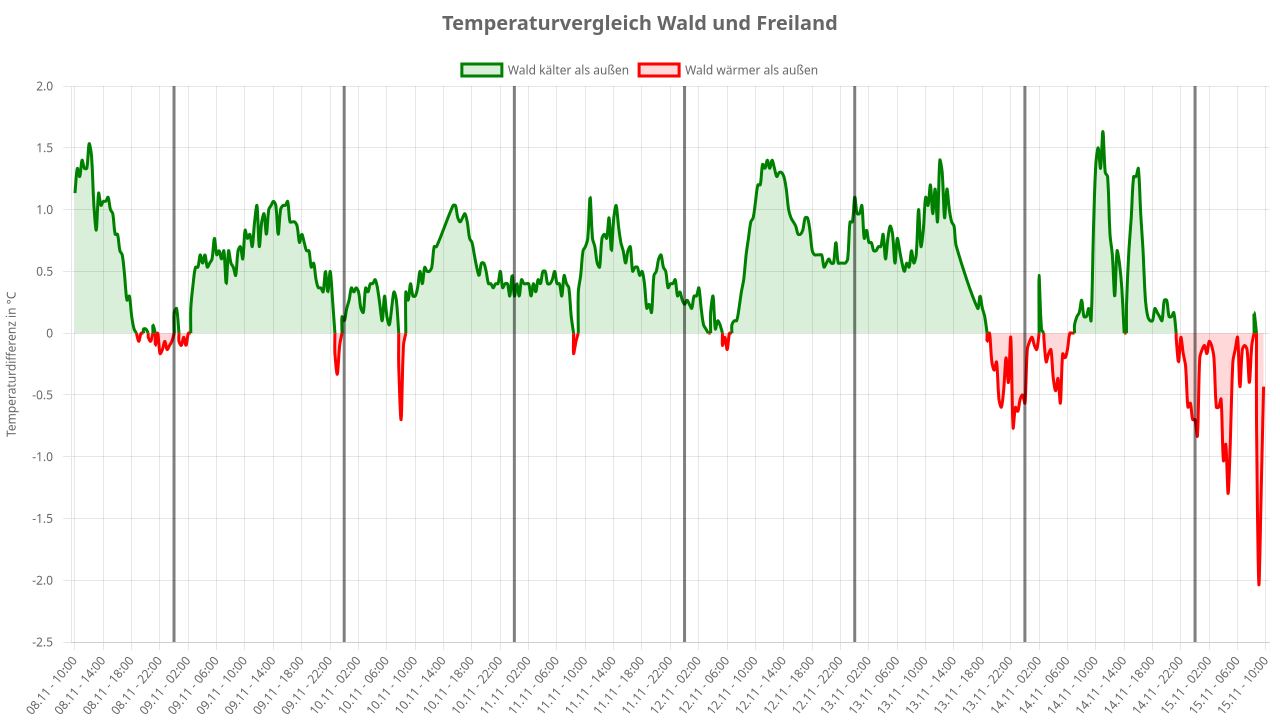 Temperaturvergleich Wald und Freiland
Wald kälter als außen
Wald wärmer als außen
Temperaturdifferenz in °C
2.0
1.5
1.0
0.5
0
-0.5
-1.0
-1.5
-2.0
-2.5
08.11 - 10:00
08.11 - 14:00
08.11 - 18:00
08.11 - 22:00
09.11 - 02:00
09.11 - 06:00
09.11 - 10:00
09.11 - 14:00
09.11 - 18:00
09.11 - 22:00
10.11 - 02:00
10.11 - 06:00
10.11 - 10:00
10.11 - 14:00
10.11 - 18:00
10.11 - 22:00
11.11 - 02:00
11.11 - 06:00
11.11 - 10:00
11.11 - 14:00
11.11 - 18:00
11.11 - 22:00
12.11 - 02:00
12.11 - 06:00
12.11 - 10:00
12.11 - 14:00
12.11 - 18:00
12.11 - 22:00
13.11 - 02:00
13.11 - 06:00
13.11 - 10:00
13.11 - 14:00
13.11 - 18:00
13.11 - 22:00
14.11 - 02:00
14.11 - 06:00
14.11 - 10:00
14.11 - 14:00
14.11 - 18:00
14.11 - 22:00
15.11 - 02:00
15.11 - 06:00
15.11 - 10:00